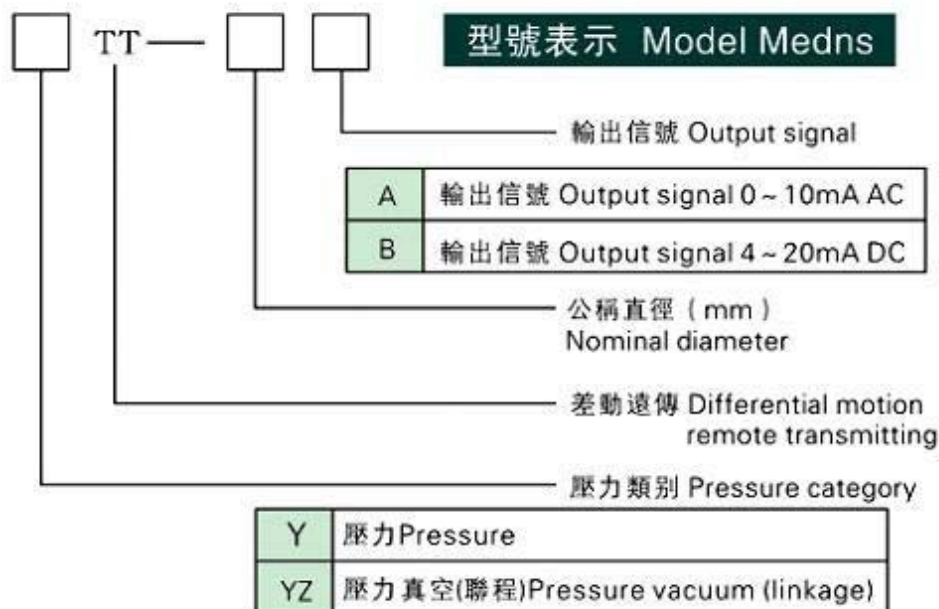 TT
型號表示 Model Medns
輸出信號 Output signal
A 輸出信號 Output signal 0~10mA AC
B 輸出信號 Output signal 4~20mA DC
公稱直徑（mm）
Nominal diameter
差動遠傳 Differential motion
remote transmitting
壓力類别 Pressure category
Y 壓力Pressure
YZ 壓力真空(聯程)Pressure vacuum (linkage)